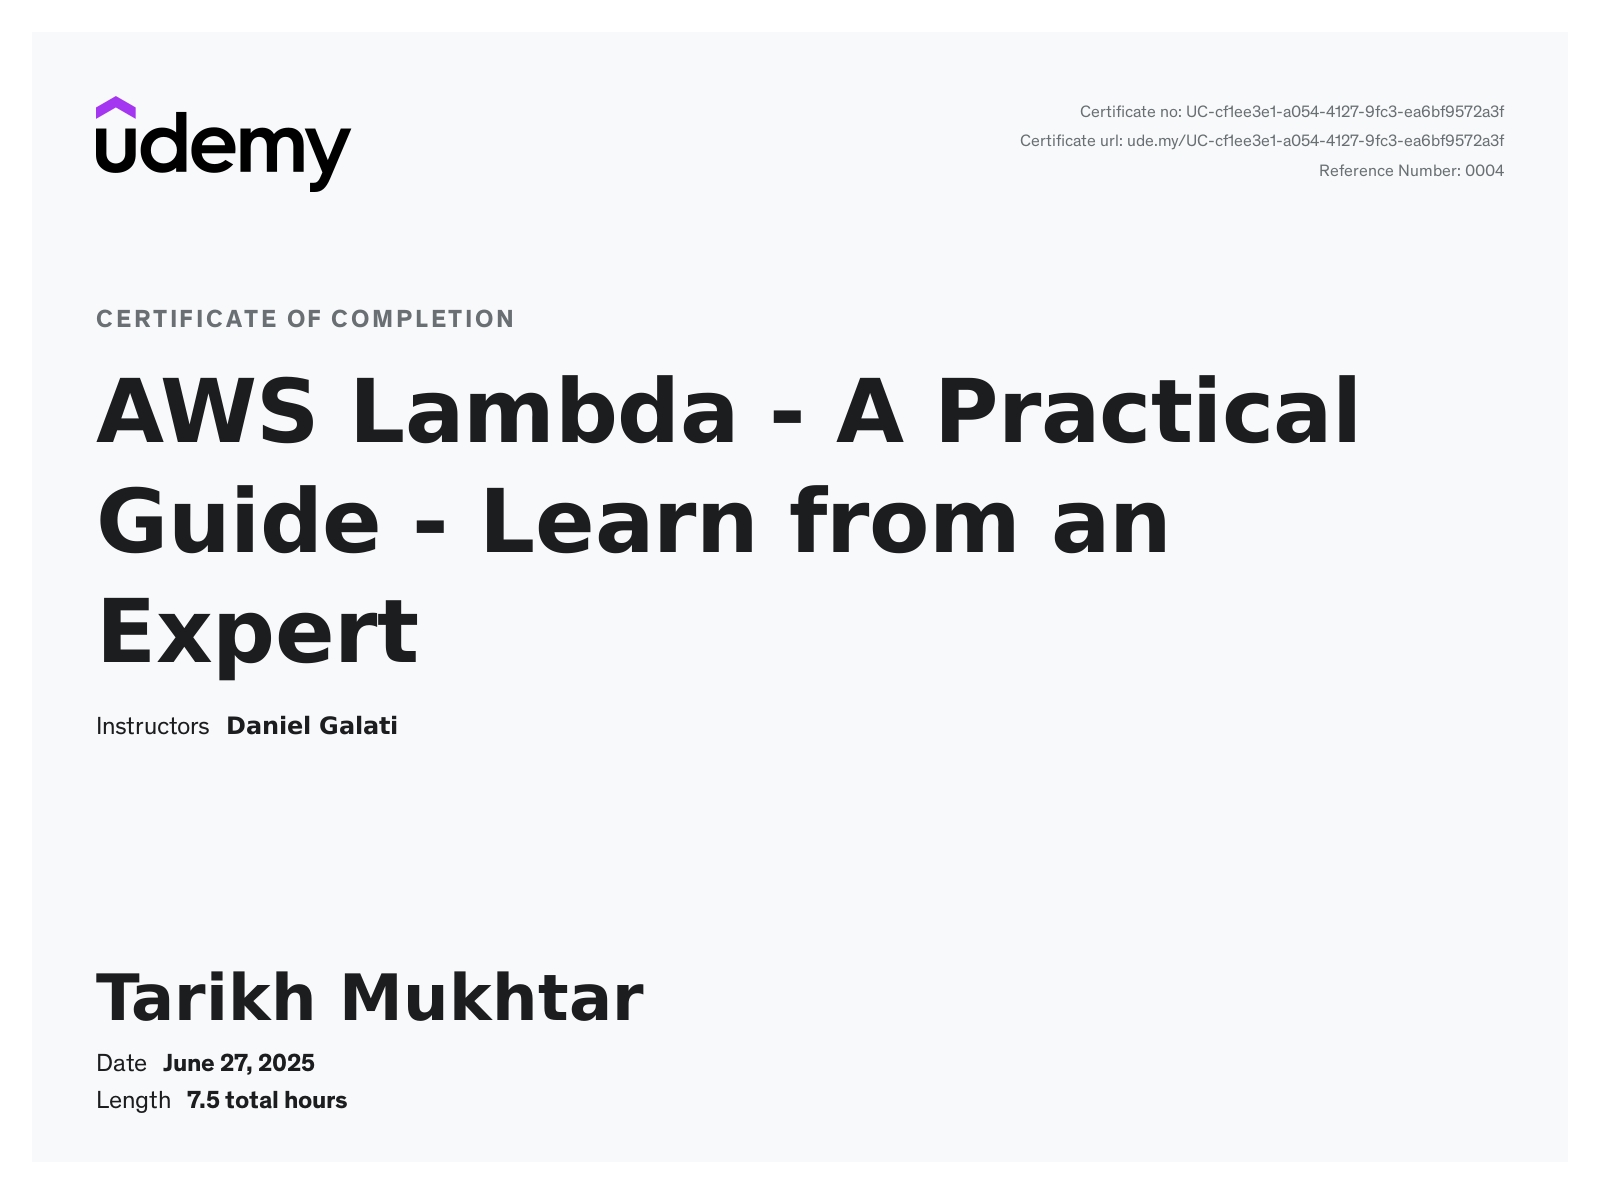 udemy
Certificate no: UC-cf1ee3e1-a054-4127-9fc3-ea6bf9572a3f
Certificate url: ude.my/UC-cf1ee3e1-a054-4127-9fc3-ea6bf9572a3f
Reference Number: 0004
CERTIFICATE OF COMPLETION
AWS Lambda - A Practical
Guide - Learn from an
Expert
Instructors Daniel Galati
Tarikh Mukhtar
Date June 27, 2025
Length 7.5 total hours